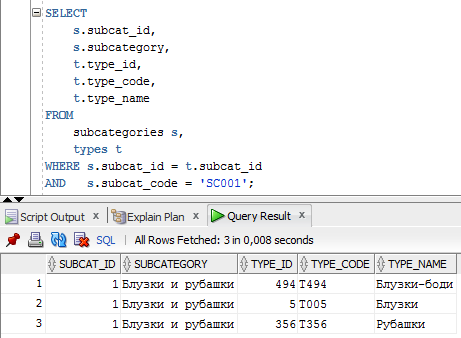 SELECT
s.subcat_id,
s.subcategory,
t.type_id,
t.type_code,
t.type_name
FROM
subcategories s,
types t
WHERE s.subcat_id = t.subcat_id
AND s.subcat_code = 'SC001';
Script Output x Explain Plan x Query Result x
SQL | All Rows Fetched: 3 in 0,008 seconds
SUBCAT_ID SUBCATEGORY TYPE_ID TYPE_CODE TYPE_NAME
1 1 Блузки и рубашки 494 T494 Блузки-боди
2 1 Блузки и рубашки 5 T005 Блузки
3 1 Блузки и рубашки 356 T356 Рубашки